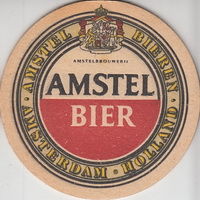 AMSTEL BIEREN
AMSTELBROUWERIJ
AMSTEL
BIER
AMSTERDAM · HOLLAND